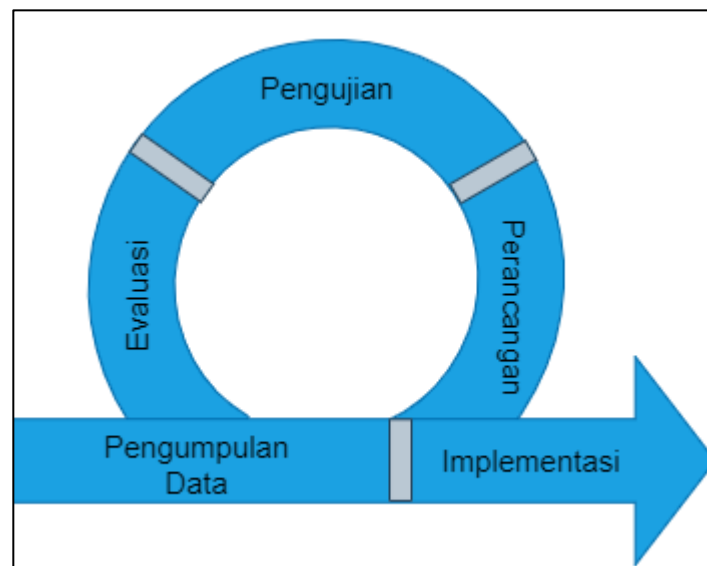 Pengujian
Evaluasi
Perancangan
Pengumpulan
Data
Implementasi